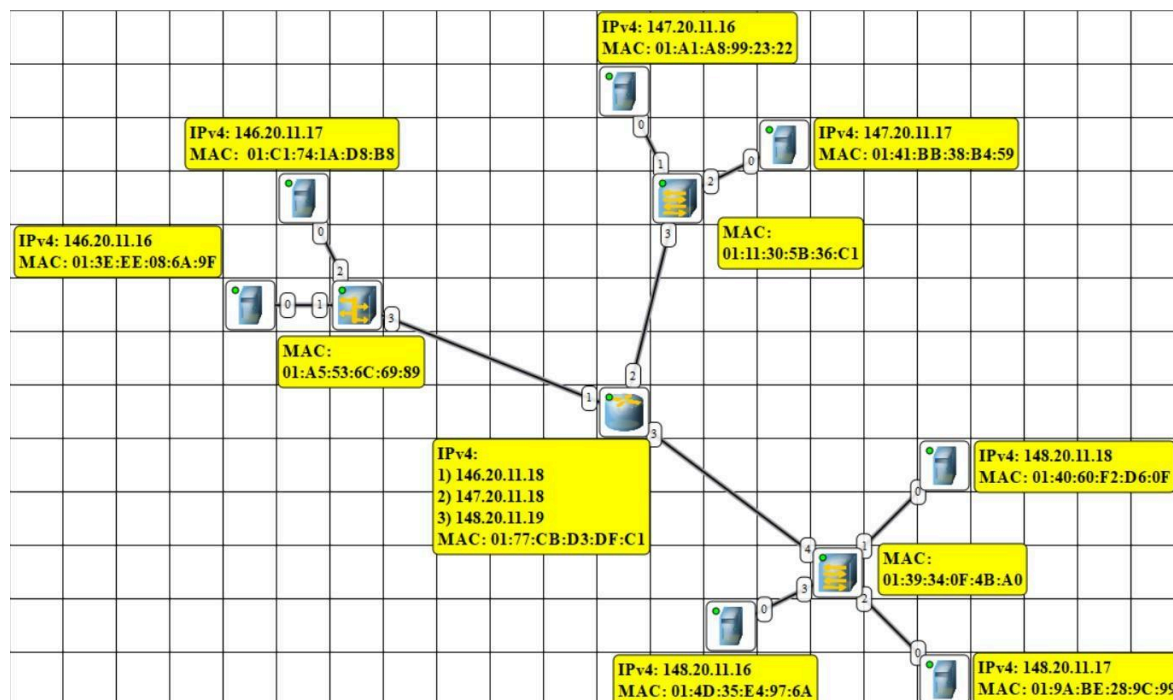 IPv4: 147.20.11.16
MAC: 01:A1:A8:99:23:22
0
1
IPv4: 147.20.11.17
MAC: 01:41:BB:38:B4:59
0
2
3
MAC:
01:11:30:5B:36:C1
IPv4: 146.20.11.17
MAC: 01:C1:74:1A:D8:B8
0
2
IPv4: 146.20.11.16
MAC: 01:3E:EE:08:6A:9F
0
1
3
MAC:
01:A5:53:6C:69:89
2
1
3
IPv4:
1) 146.20.11.18
2) 147.20.11.18
3) 148.20.11.19
MAC: 01:77:CB:D3:DF:C1
IPv4: 148.20.11.18
MAC: 01:40:60:F2:D6:0F
0
1
4
MAC:
01:39:34:0F:4B:A0
3
2
0
IPv4: 148.20.11.16
MAC: 01:4D:35:E4:97:6A
0
IPv4: 148.20.11.17
MAC: 01:9A:BE:28:9C:99